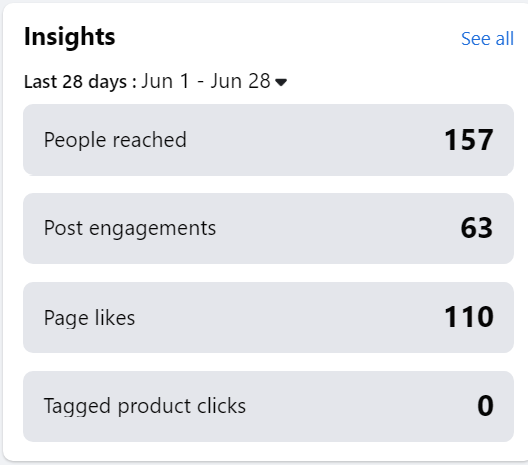 Insights
See all
Last 28 days : Jun 1 - Jun 28
People reached 157
Post engagements 63
Page likes 110
Tagged product clicks 0